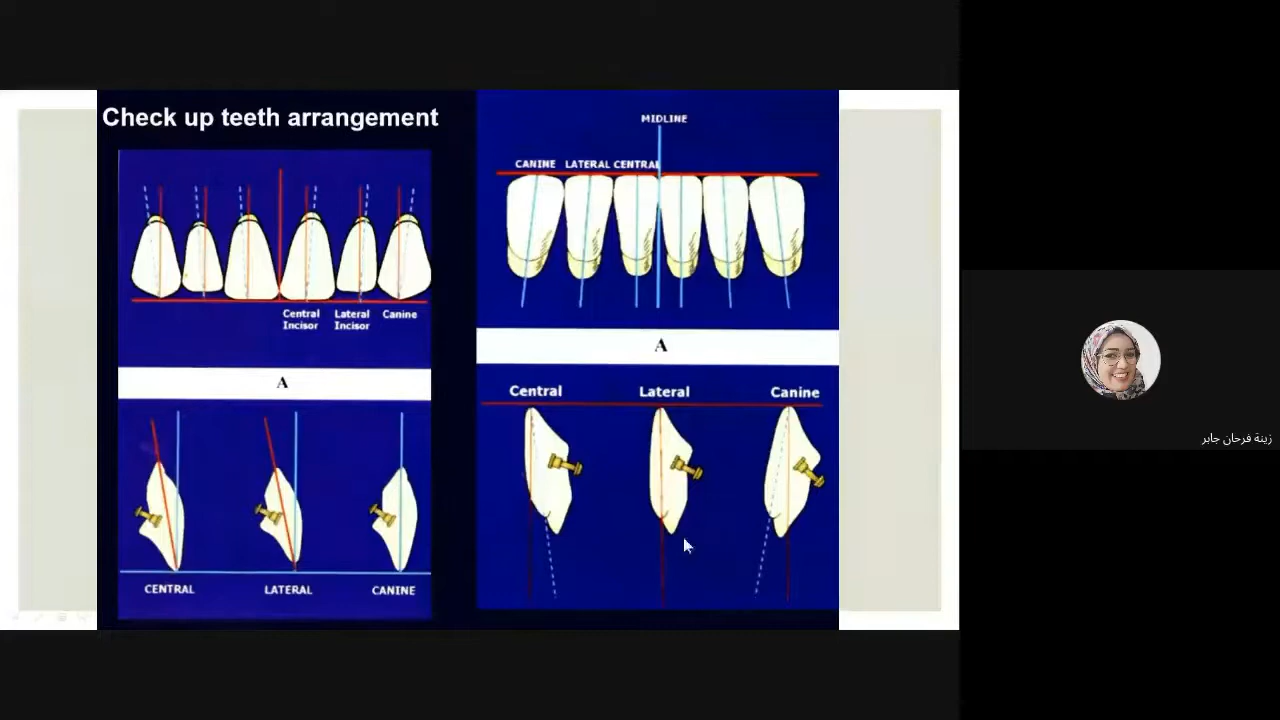 Check up teeth arrangement
Central
Incisor
Lateral
Incisor
Canine
A
CENTRAL
LATERAL
CANINE
MIDLINE
CANINE LATERAL CENTRAL
A
Central
Lateral
Canine
زينة فرحان جابر